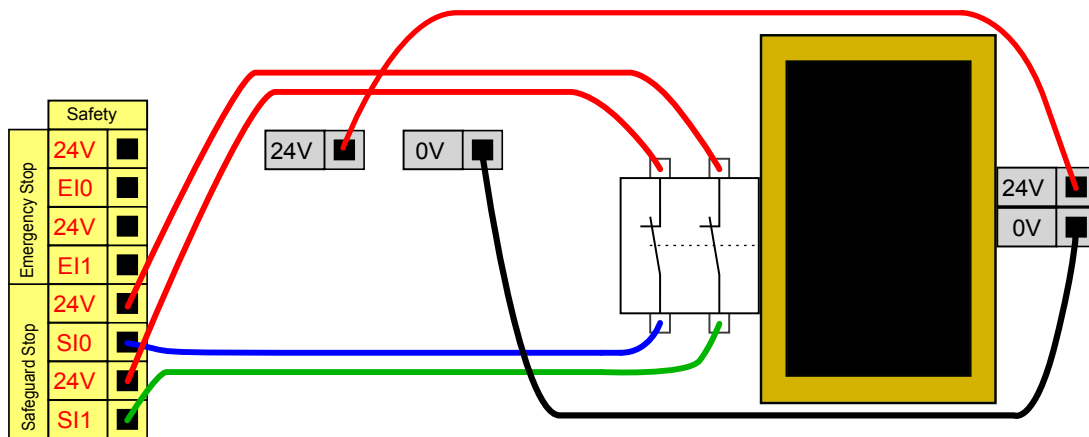 Safety
Emergency Stop
24V
EI0
24V
EI1
Safeguard Stop
24V
SI0
24V
SI1
24V
0V
24V
0V